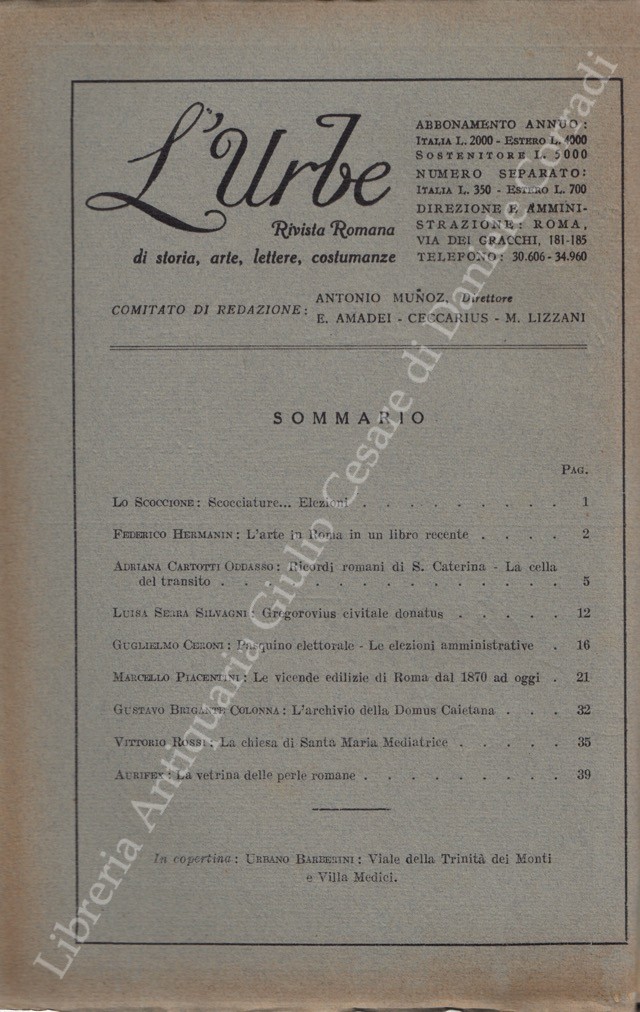 L'Urbe
Rivista Romana
di storia, arte, lettere, costumanze
ABBONAMENTO ANNUO:
ITALIA L. 2000 - ESTERO L. 4000
SOSTENITORE L. 5000
NUMERO SEPARATO:
ITALIA L. 350 - ESTERO L. 700
DIREZIONE E AMMINI-
STRAZIONE: ROMA,
VIA DEI GRACCHI, 181-185
TELEFONO: 30.606-34.960
COMITATO DI REDAZIONE:
ANTONIO MUÑOZ, Direttore
E. AMADEI - CECCARIUS - M. LIZZANI
SOMMARIO
PAG.
LO SCOCCIONE: Scocciature... Elezioni . . . . . . . . . . 1
FEDERICO HERMANIN: L'arte in Roma in un libro recente . . . . 2
ADRIANA CARTOTTI ODDASSO: Ricordi romani di S. Caterina - La cella
del transito . . . . . . . . . . . . . . . . 5
LUISA SERRA SILVAGNI: Gregorovius civitate donatus . . . . . 12
GUGLIELMO CERONI: Pasquino elettorale - Le elezioni amministrative . 16
MARCELLO PIACENTINI: Le vicende edilizie di Roma dal 1870 ad oggi . 21
GUSTAVO BRIGANTE COLONNA: L'archivio della Domus Caietana . . . 32
VITTORIO ROSSI: La chiesa di Santa Maria Mediatrice . . . . . 35
AURIFEX: La vetrina delle perle romane . . . . . . . . . 39
In copertina: URBANO BARBERINI: Viale della Trinità dei Monti
e Villa Medici.
Libreria Antiquaria Giulio Cesare di Daniele Corradi